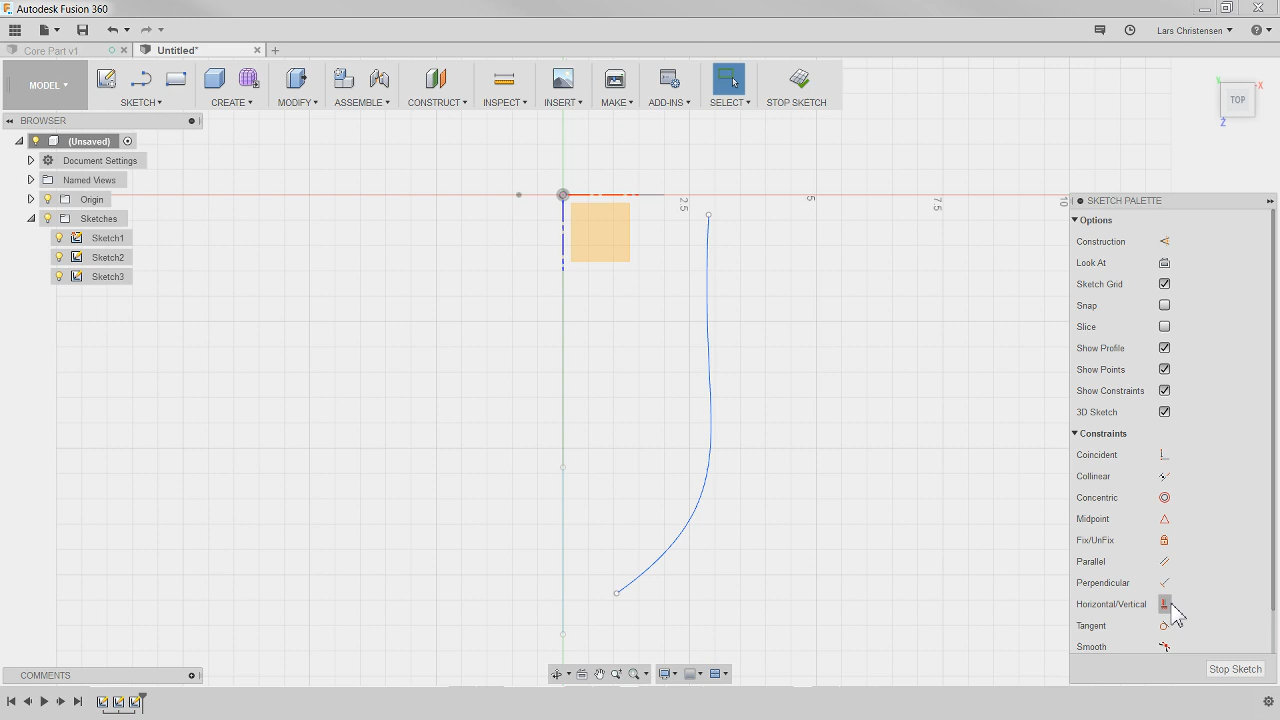 Autodesk Fusion 360
Lars Christensen
Core Part v1
Untitled*
MODEL
SKETCH
CREATE
MODIFY
ASSEMBLE
CONSTRUCT
INSPECT
INSERT
MAKE
ADD-INS
SELECT
STOP SKETCH
TOP
X
Y
Z
BROWSER
(Unsaved)
Document Settings
Named Views
Origin
Sketches
Sketch1
Sketch2
Sketch3
2.5
5
7.5
10
SKETCH PALETTE
Options
Construction
Look At
Sketch Grid
Snap
Slice
Show Profile
Show Points
Show Constraints
3D Sketch
Constraints
Coincident
Collinear
Concentric
Midpoint
Fix/UnFix
Parallel
Perpendicular
Horizontal/Vertical
Tangent
Smooth
Stop Sketch
COMMENTS